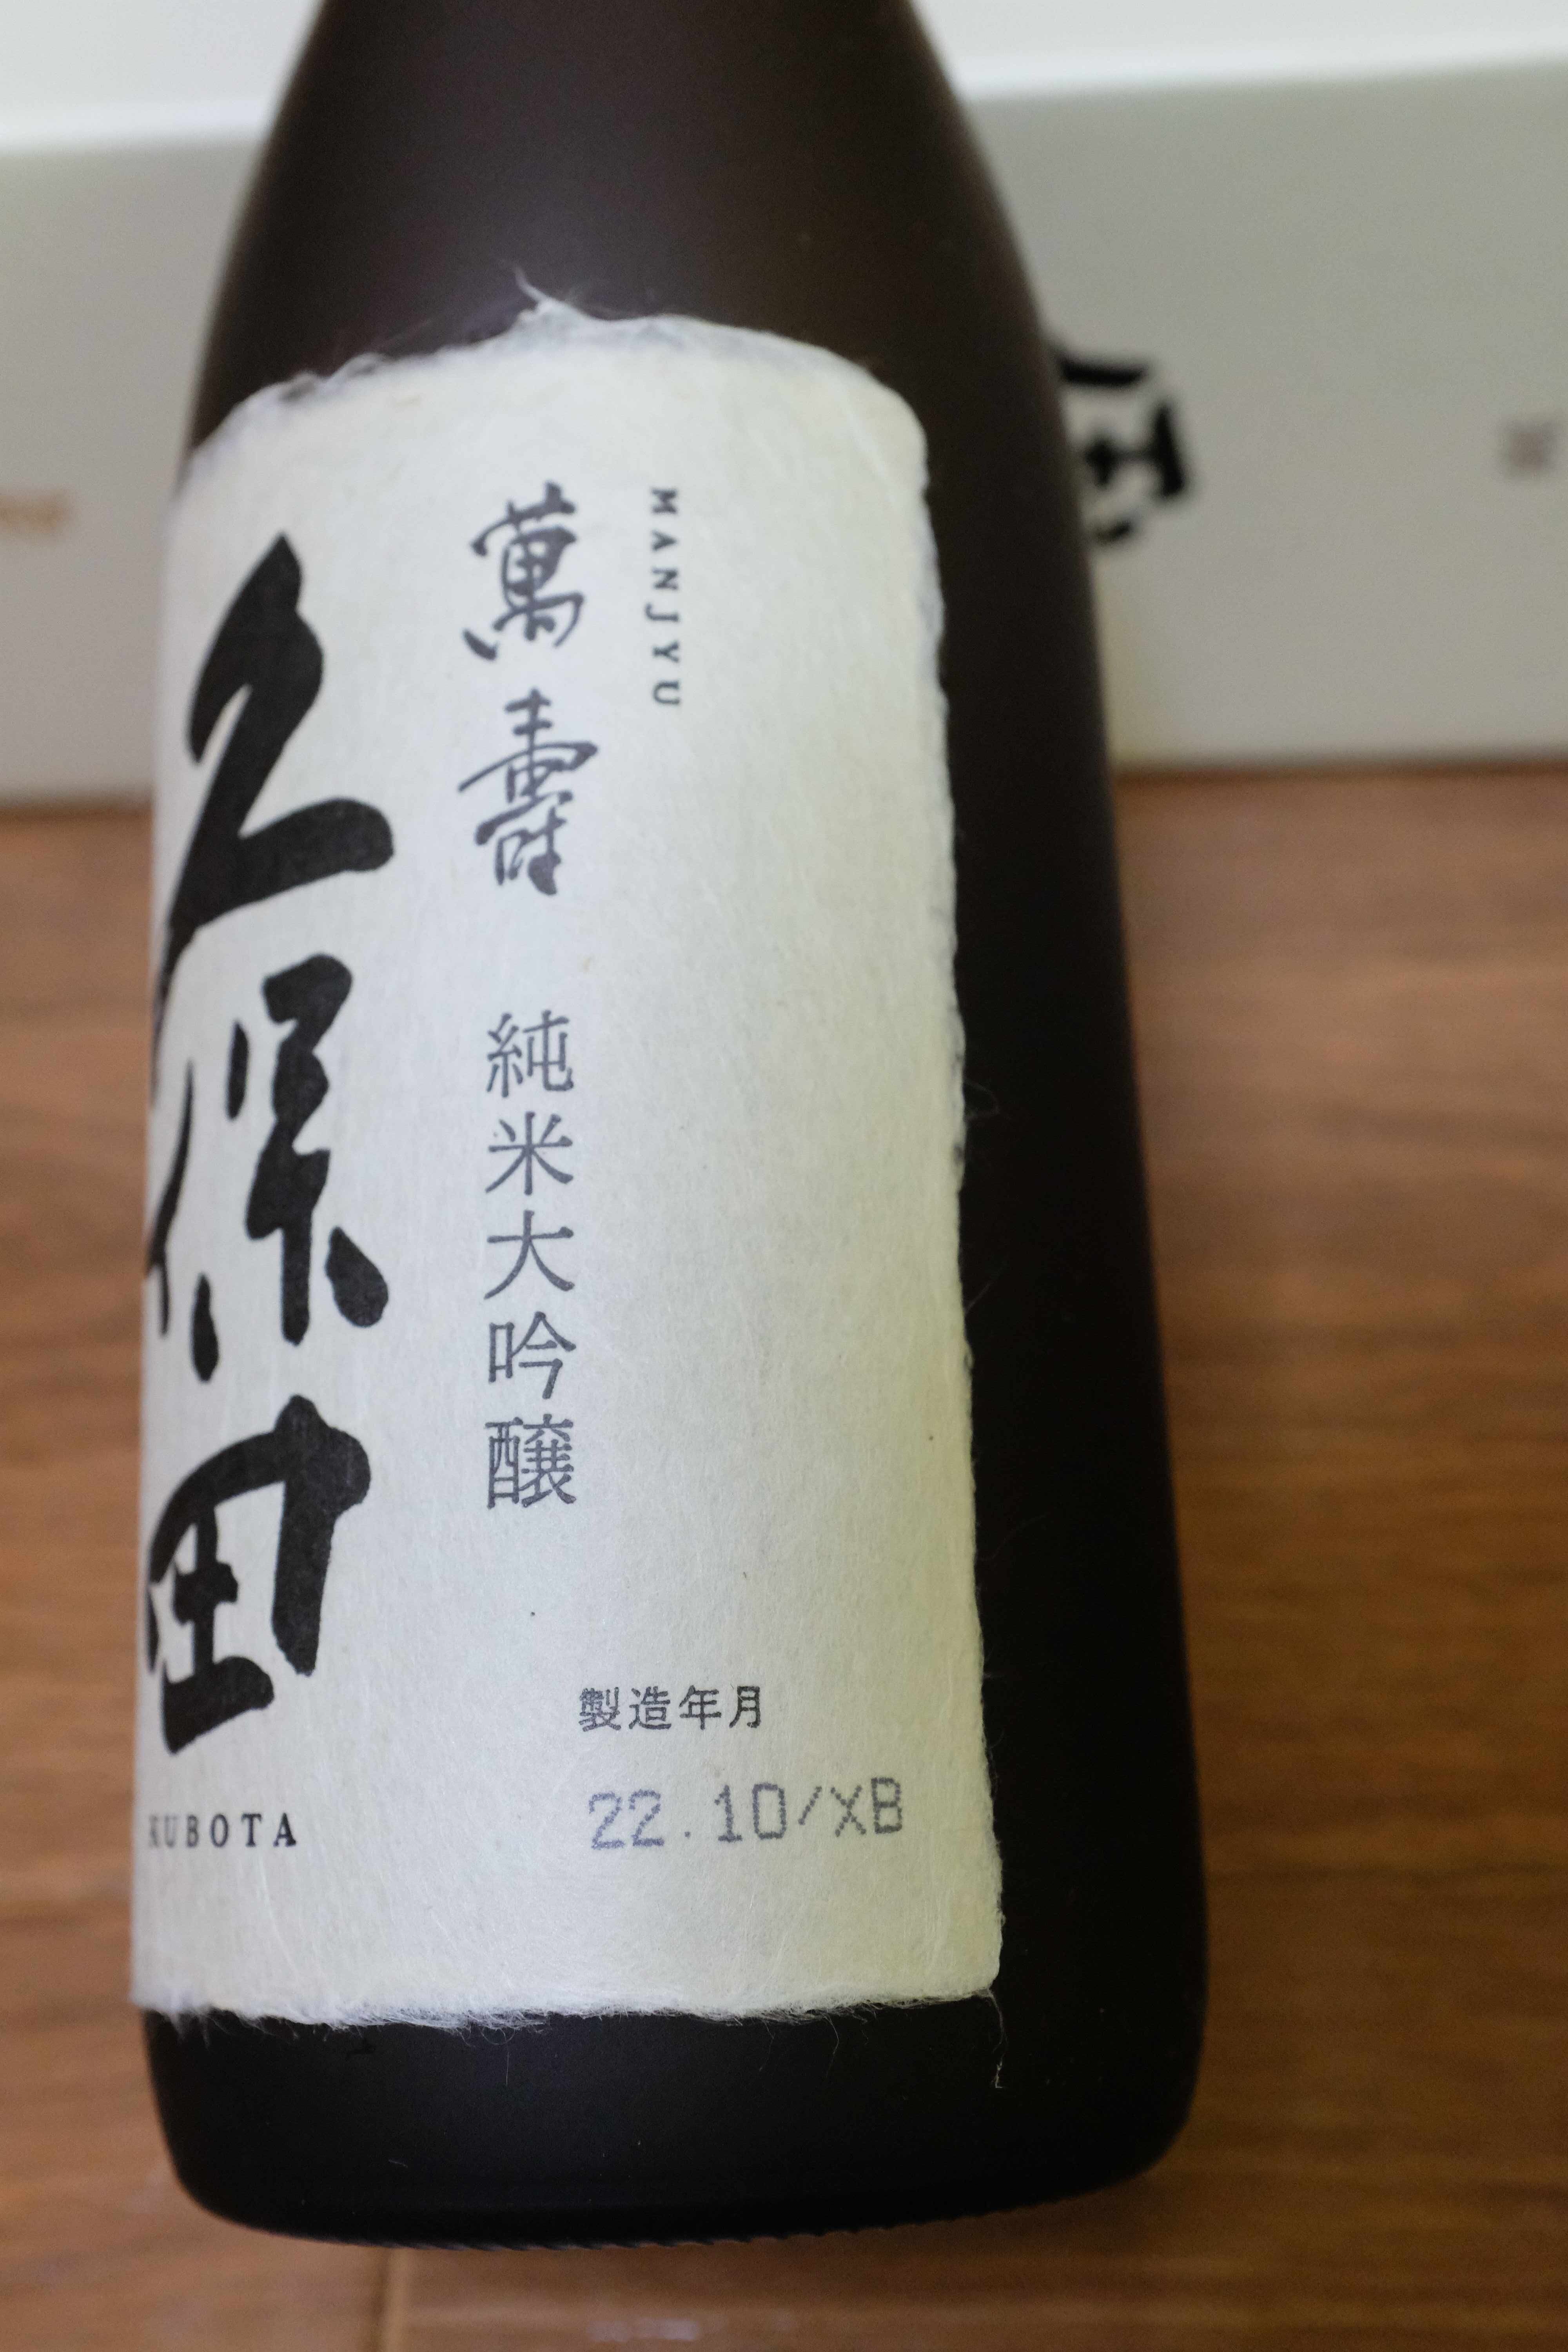 久保田
KUBOTA
萬壽
MANJYU
純米大吟醸
製造年月
22.10/XB